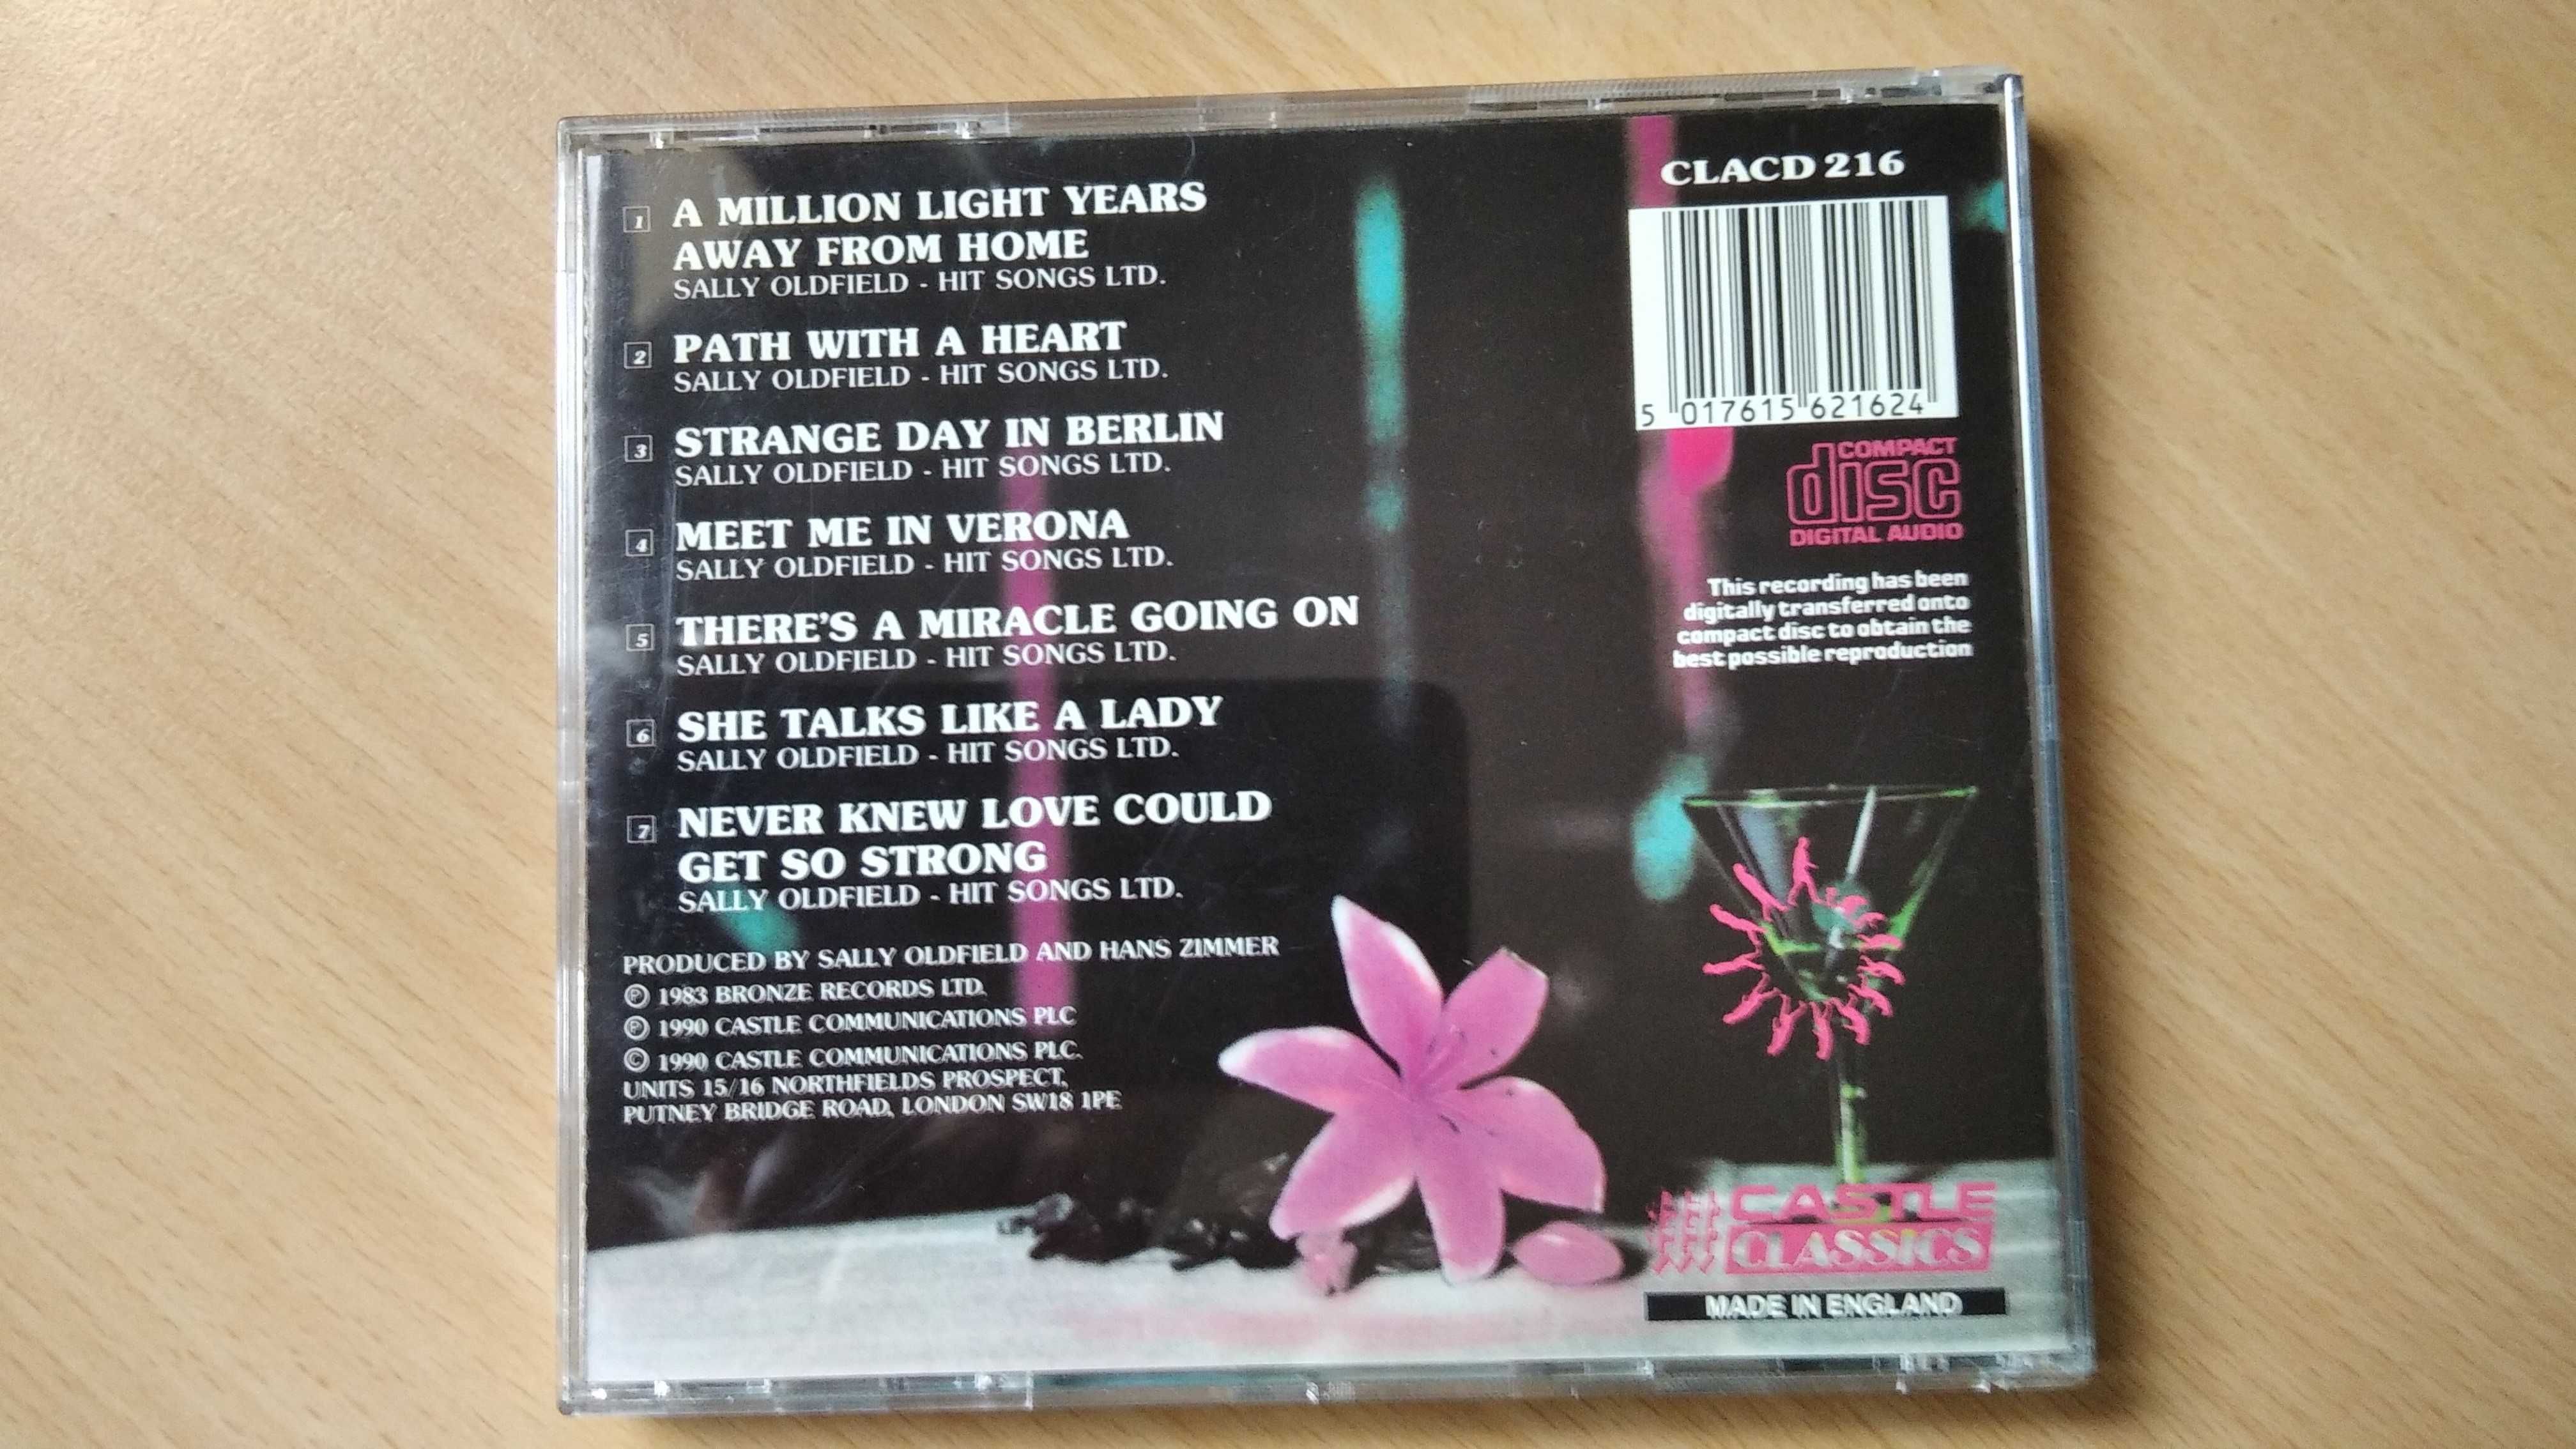 1 A MILLION LIGHT YEARS
AWAY FROM HOME
SALLY OLDFIELD - HIT SONGS LTD.
2 PATH WITH A HEART
SALLY OLDFIELD - HIT SONGS LTD.
3 STRANGE DAY IN BERLIN
SALLY OLDFIELD - HIT SONGS LTD.
4 MEET ME IN VERONA
SALLY OLDFIELD - HIT SONGS LTD.
5 THERE'S A MIRACLE GOING ON
SALLY OLDFIELD - HIT SONGS LTD.
6 SHE TALKS LIKE A LADY
SALLY OLDFIELD - HIT SONGS LTD.
7 NEVER KNEW LOVE COULD
GET SO STRONG
SALLY OLDFIELD - HIT SONGS LTD.
PRODUCED BY SALLY OLDFIELD AND HANS ZIMMER
℗ 1983 BRONZE RECORDS LTD.
℗ 1990 CASTLE COMMUNICATIONS PLC
© 1990 CASTLE COMMUNICATIONS PLC.
UNITS 15/16 NORTHFIELDS PROSPECT,
PUTNEY BRIDGE ROAD, LONDON SW18 1PE
CLACD 216
5 017615 621624
COMPACT
disc
DIGITAL AUDIO
This recording has been
digitally transferred onto
compact disc to obtain the
best possible reproduction
CASTLE
CLASSICS
MADE IN ENGLAND